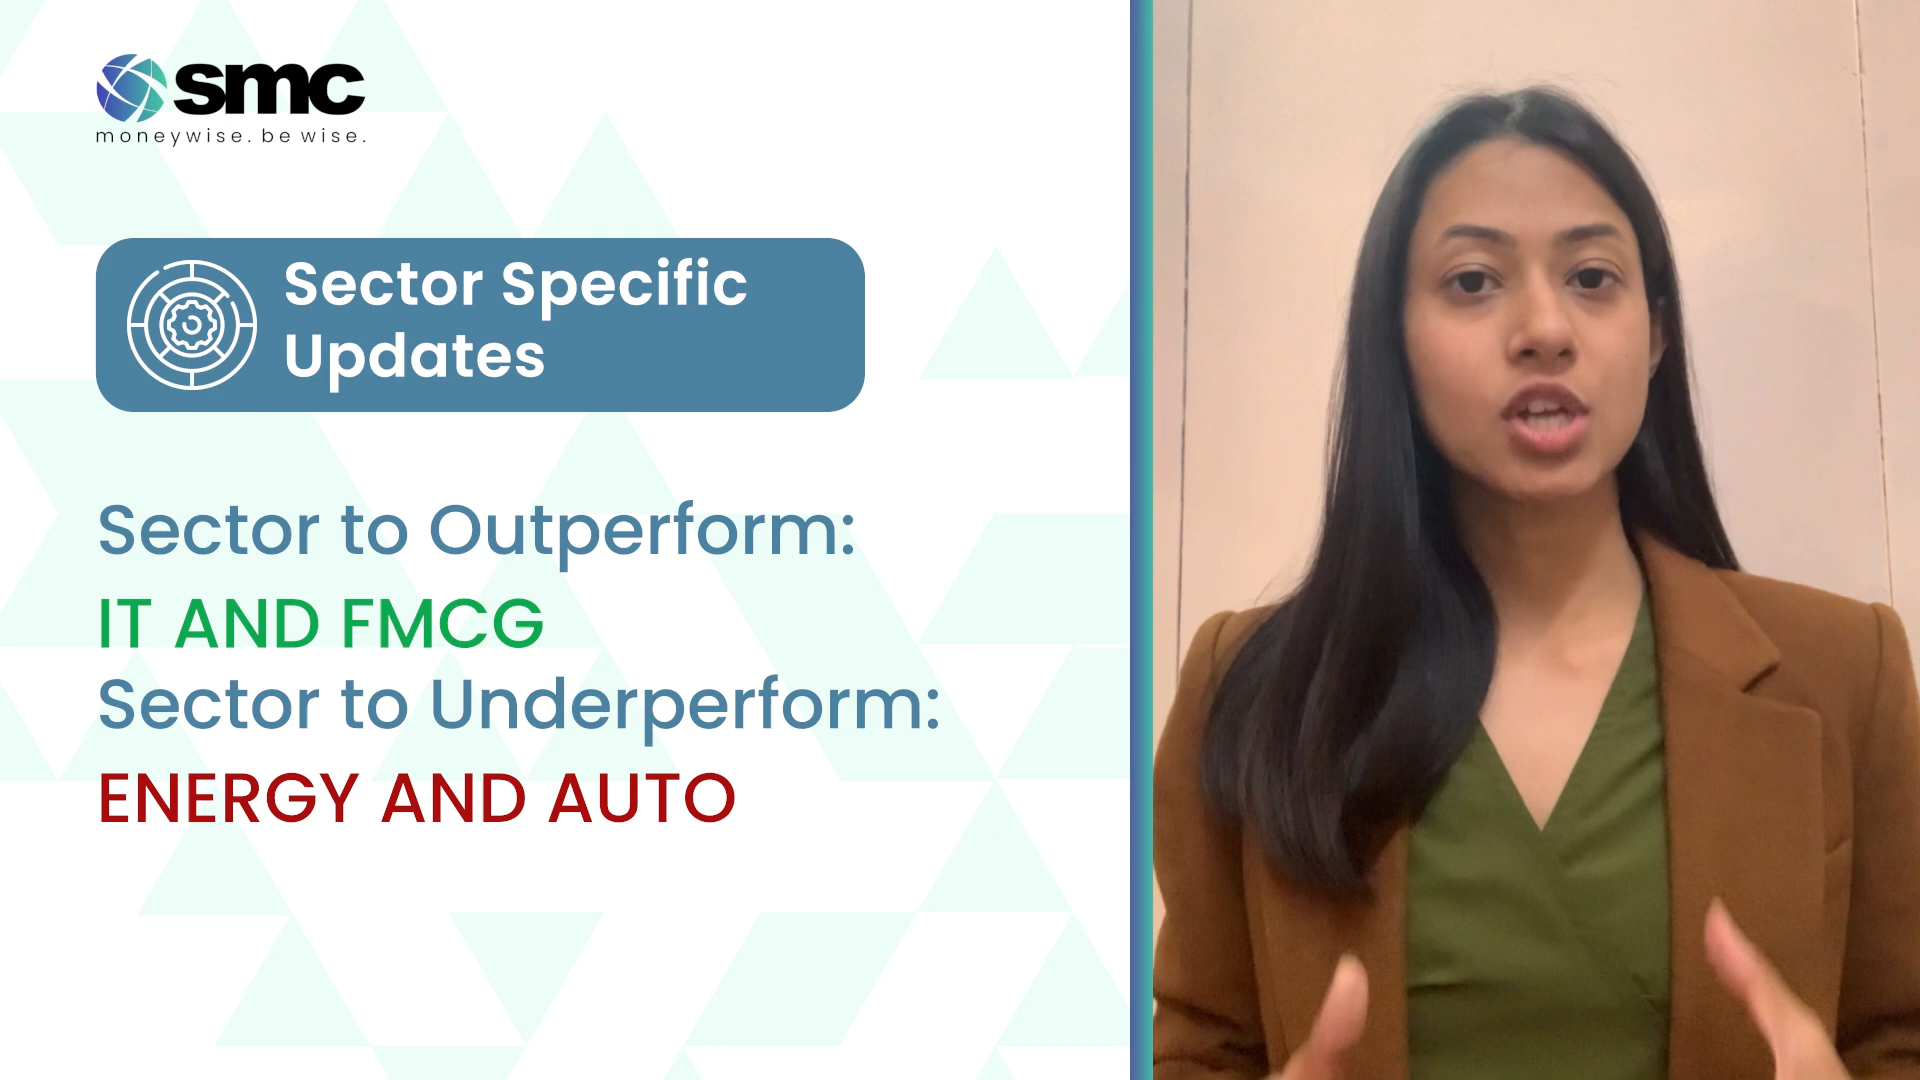 smc
moneywise. be wise.
Sector Specific
Updates
Sector to Outperform:
IT AND FMCG
Sector to Underperform:
ENERGY AND AUTO